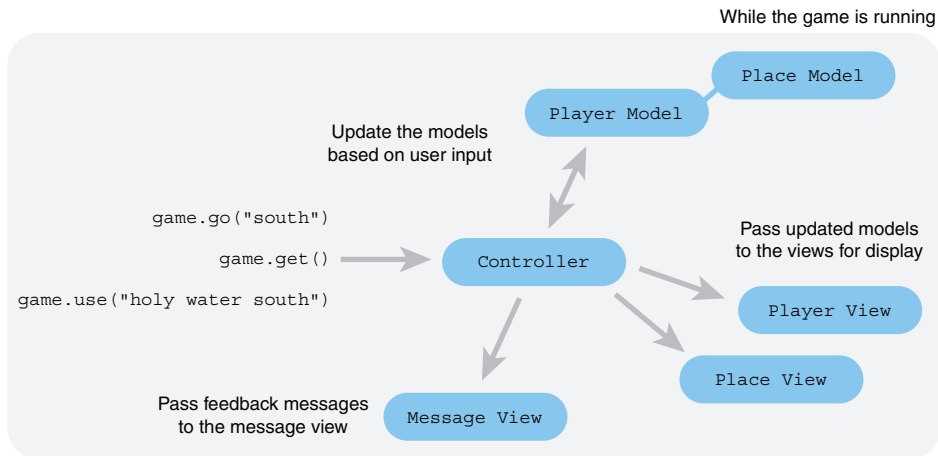 While the game is running
Place Model
Player Model
Update the models
based on user input
game.go("south")
game.get()
game.use("holy water south")
Controller
Pass updated models
to the views for display
Player View
Place View
Pass feedback messages
to the message view
Message View